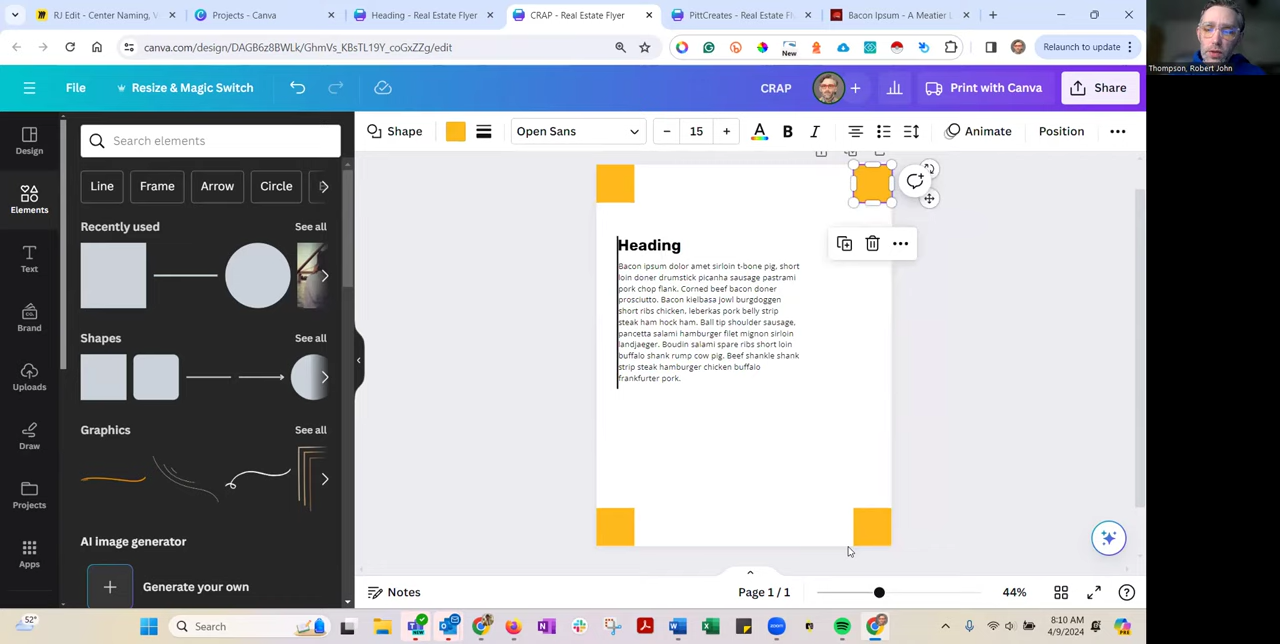 RJ Edit - Center Naming, V
Projects - Canva
Heading - Real Estate Flyer
CRAP - Real Estate Flyer
PittCreates - Real Estate Fl
Bacon Ipsum - A Meatier L
Thompson, Robert John
canva.com/design/DAGB6z8BWLk/GhmVs_KBsTL19Y_coGxZZg/edit
New
Relaunch to update
File
Resize & Magic Switch
CRAP
Print with Canva
Share
Design
Elements
Text
Brand
Uploads
Draw
Projects
Apps
Search elements
Line
Frame
Arrow
Circle
Recently used
See all
Shapes
See all
Graphics
See all
AI image generator
Generate your own
Shape
Open Sans
15
B
I
Animate
Position
Heading
Bacon ipsum dolor amet sirloin t-bone pig, short
loin doner drumstick picanha sausage pastrami
pork chop flank. Corned beef bacon doner
prosciutto. Bacon kielbasa jowl burgdoggen
short ribs chicken, leberkas pork belly strip
steak ham hock ham. Ball tip shoulder sausage,
pancetta salami hamburger filet mignon sirloin
landjaeger. Boudin salami spare ribs short loin
buffalo shank rump cow pig. Beef shankle shank
strip steak hamburger chicken buffalo
frankfurter pork.
Notes
Page 1 / 1
44%
52°
Search
8:10 AM
4/9/2024